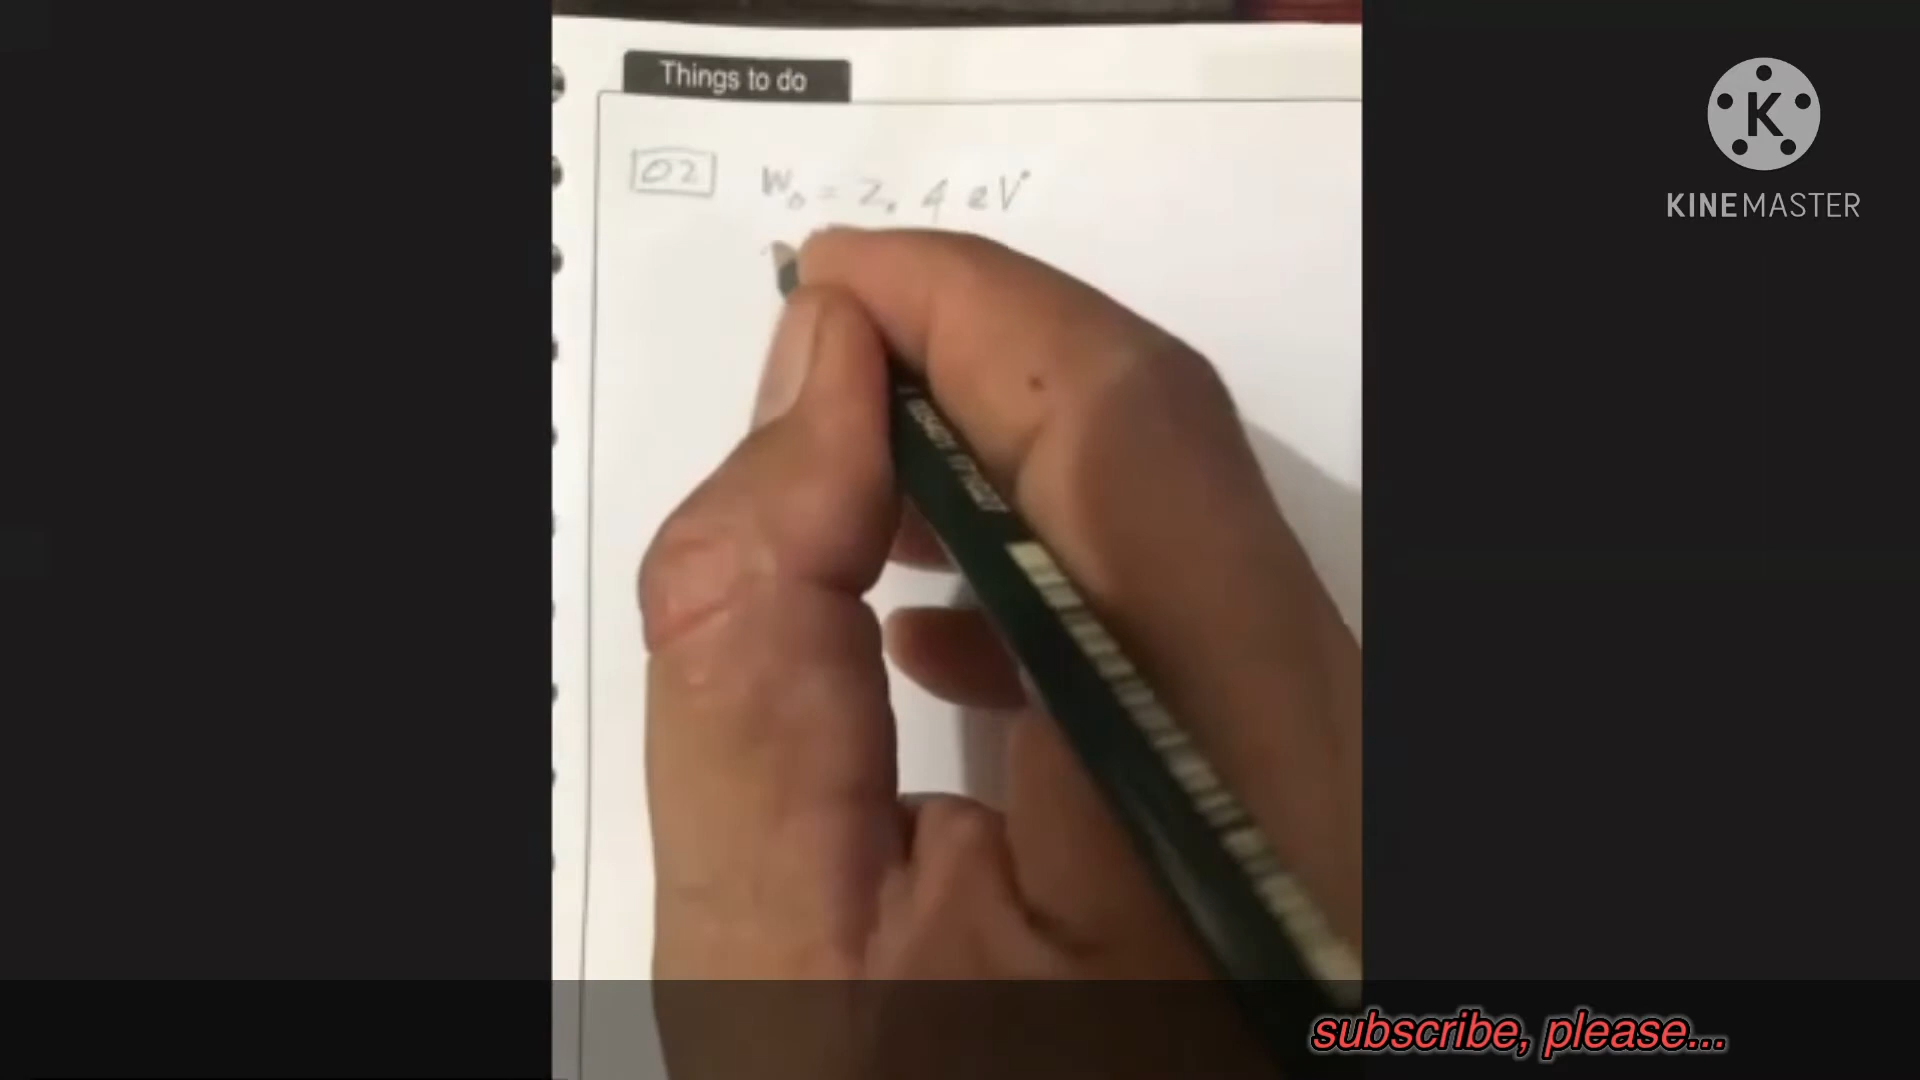 Things to do
02 W₀ = 2.4 eV
K
KINEMASTER
subscribe, please...